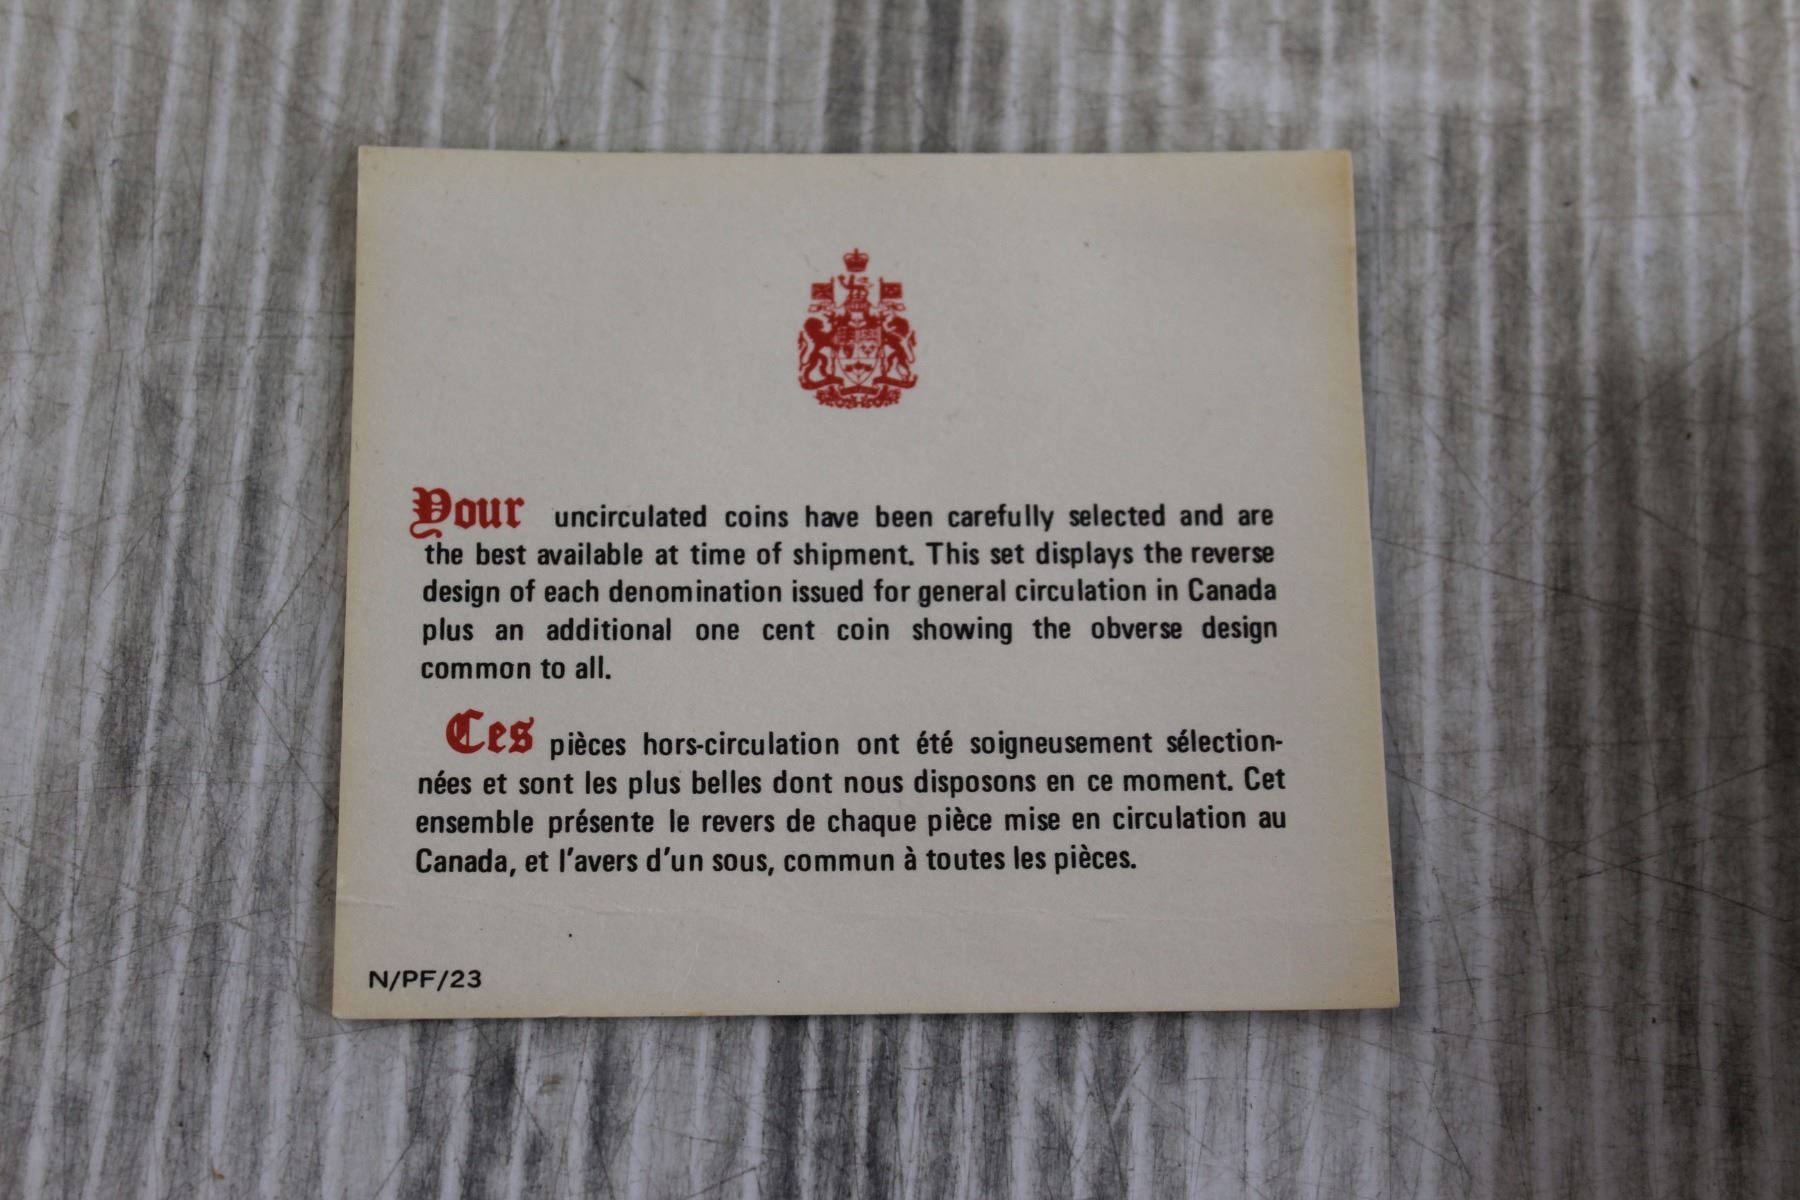 Your uncirculated coins have been carefully selected and are
the best available at time of shipment. This set displays the reverse
design of each denomination issued for general circulation in Canada
plus an additional one cent coin showing the obverse design
common to all.
Ces pièces hors-circulation ont été soigneusement sélection-
nées et sont les plus belles dont nous disposons en ce moment. Cet
ensemble présente le revers de chaque pièce mise en circulation au
Canada, et l'avers d'un sous, commun à toutes les pièces.
N/PF/23